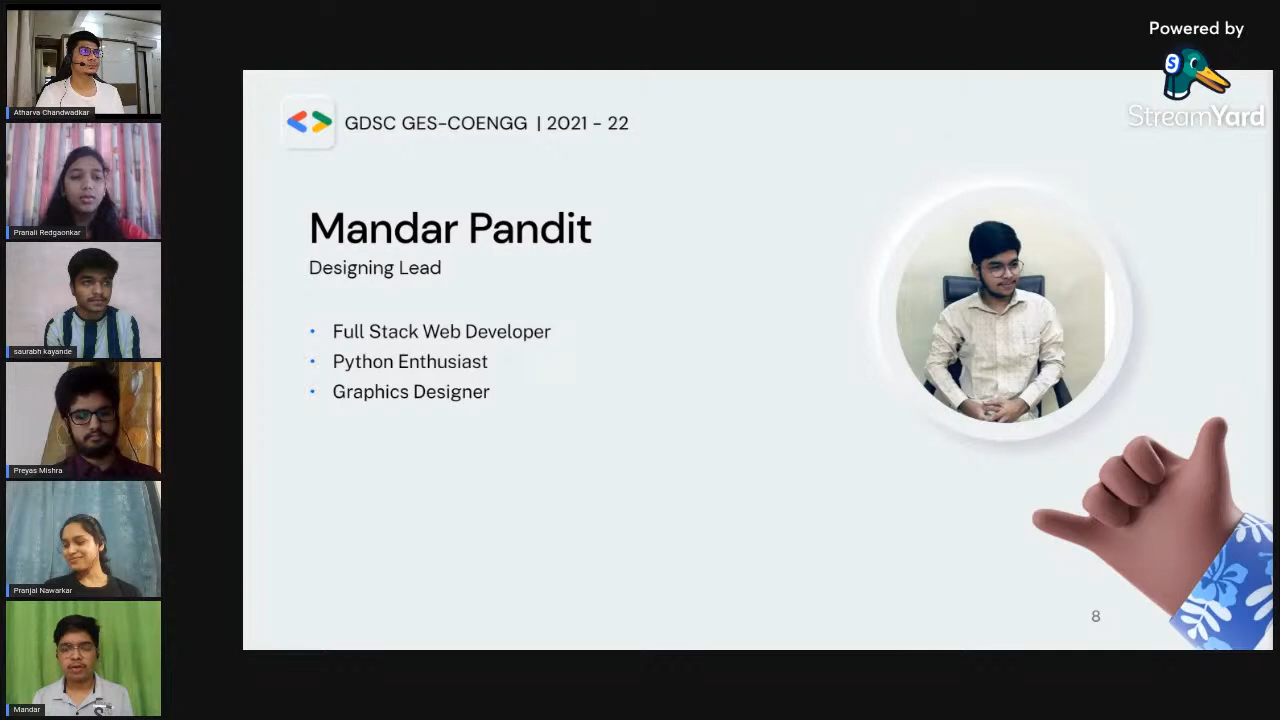 Powered by
S
StreamYard
Atharva Chandwadkar
Pranali Redgaonkar
saurabh kayande
Preyas Mishra
Pranjal Nawarkar
Mandar
GDSC GES-COENGG | 2021 - 22
Mandar Pandit
Designing Lead
• Full Stack Web Developer
• Python Enthusiast
• Graphics Designer
8